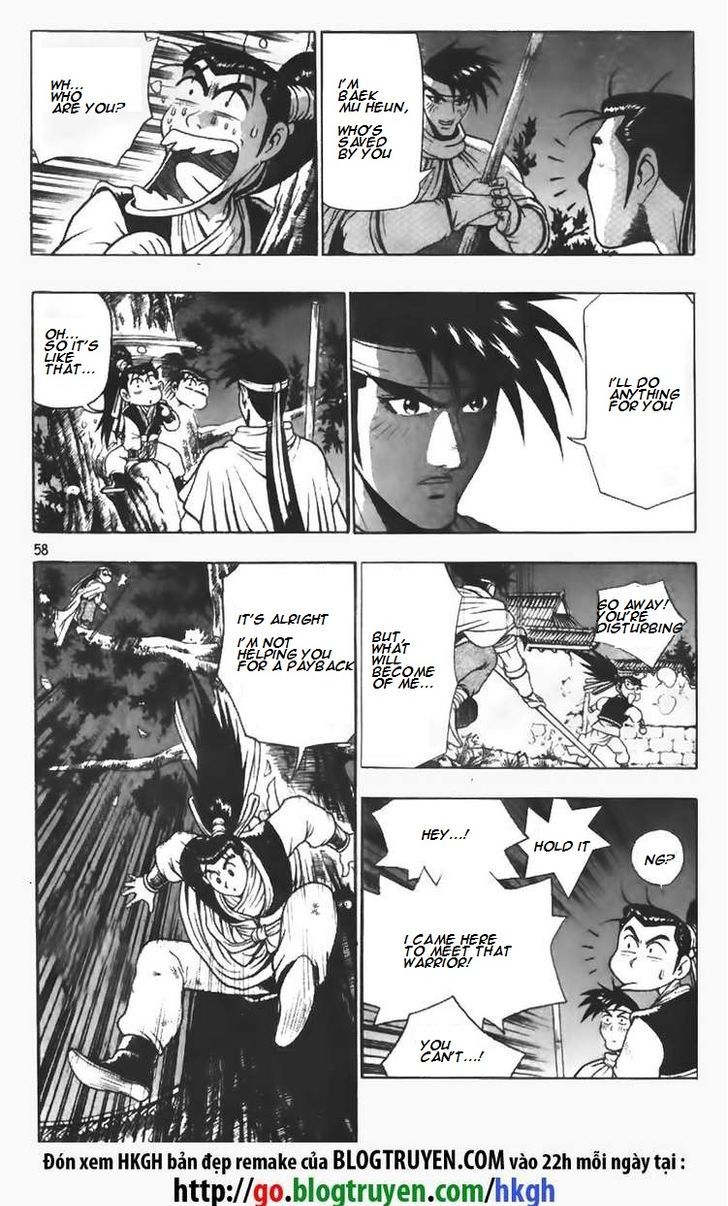 WH...
WHO
ARE YOU?
I'M
BAEK
MU HEUN,
WHO'S
SAVED
BY YOU
OH...
SO IT'S
LIKE
THAT...
I'LL DO
ANYTHING
FOR YOU
58
IT'S ALRIGHT
I'M NOT
HELPING YOU
FOR A PAYBACK
BUT,
WHAT
WILL
BECOME
OF ME...
GO AWAY!
YOU'RE
DISTURBING
HEY...!
HOLD IT
NG?
I CAME HERE
TO MEET THAT
WARRIOR!
YOU
CAN'T...!
Đón xem HKGH bản đẹp remake của BLOGTRUYEN.COM vào 22h mỗi ngày tại :
http://go.blogtruyen.com/hkgh